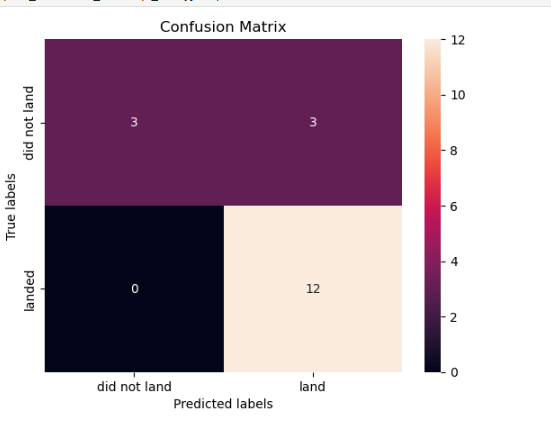 Confusion Matrix
True labels
did not land
landed
3
3
0
12
did not land
land
Predicted labels
12
10
8
6
4
2
0